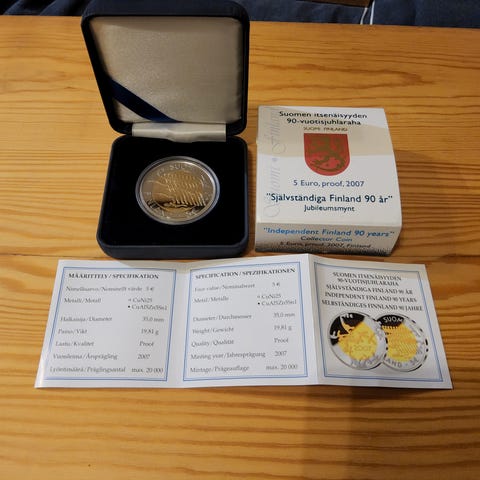 SUO
Suomen itsenäisyyden
90-vuotisjuhlaraha
SUOMI FINLAND
5 Euro, proof, 2007
"Självständiga Finland 90 år"
Jubileumsmynt
"Independent Finland 90 years"
Collector Coin
5 Euro, proof, 2007, Finland
MÄÄRITTELY / SPECIFIKATION
Nimellisarvo/Nominellt värde 5 €
Metalli/Metall
CuNi25
CuAl5Zn5Sn1
Halkaisija/Diameter 35,0 mm
Paino/Vikt 19,81 g
Laatu/Kvalitet Proof
Vuosileima/Årsprägling 2007
Lyöntimäärä/Präglingsantal max. 20 000
SPECIFICATION / SPEZIFIKATIONEN
Face value/Nominalwert 5 €
Metal/Metalle
CuNi25
CuAl5Zn5Sn1
Diameter/Durchmesser 35,0 mm
Weight/Gewicht 19,81 g
Quality/Qualität Proof
Minting year/Jahresprägung 2007
Mintage/Prägeauflage max. 20 000
SUOMEN ITSENÄISYYDEN
90-VUOTISJUHLARAHA
SJÄLVSTÄNDIGA FINLAND 90 ÅR
INDEPENDENT FINLAND 90 YEARS
SELBSTÄNDIGES FINNLAND 90 JAHRE
SUOMI